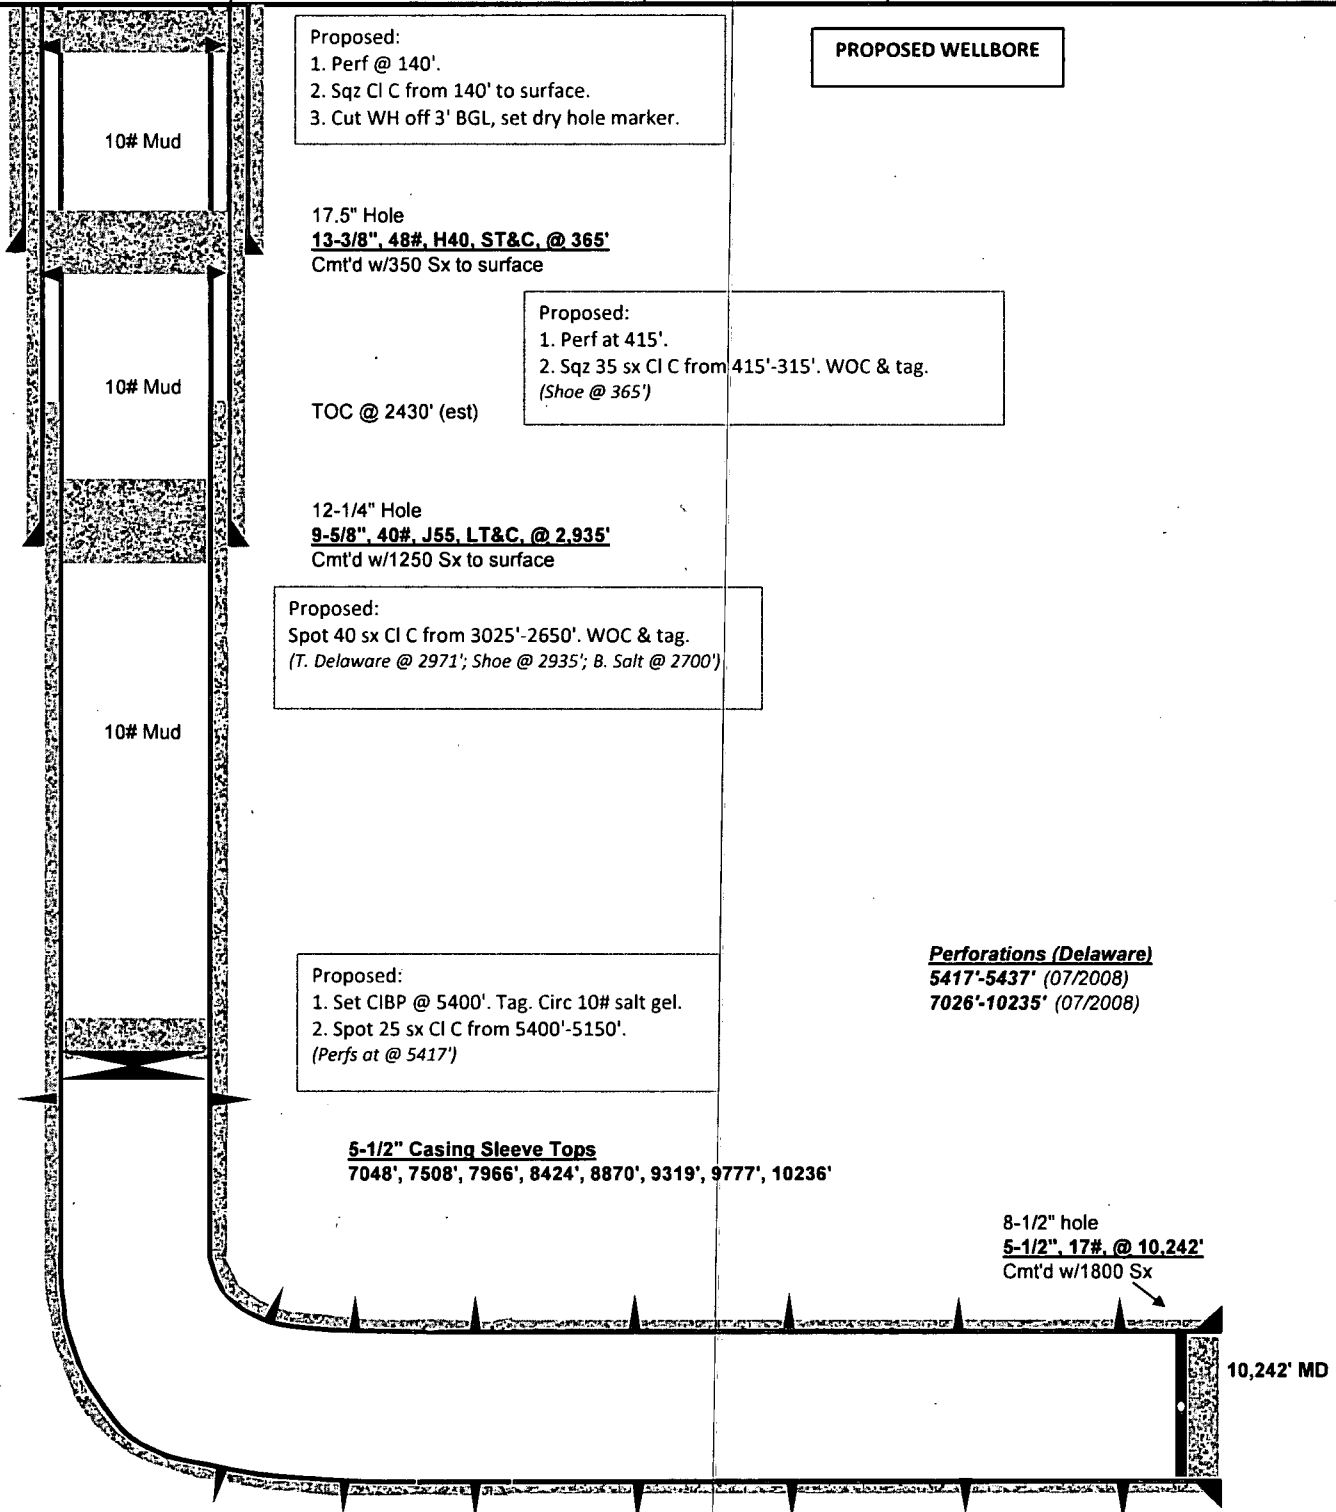 PROPOSED WELLBORE
Proposed:
1. Perf @ 140'.
2. Sqz Cl C from 140' to surface.
3. Cut WH off 3' BGL, set dry hole marker.
10# Mud
17.5" Hole
13-3/8", 48#, H40, ST&C, @ 365'
Cmt'd w/350 Sx to surface
Proposed:
1. Perf at 415'.
2. Sqz 35 sx Cl C from 415'-315'. WOC & tag.
(Shoe @ 365')
10# Mud
TOC @ 2430' (est)
12-1/4" Hole
9-5/8", 40#, J55, LT&C, @ 2,935'
Cmt'd w/1250 Sx to surface
Proposed:
Spot 40 sx Cl C from 3025'-2650'. WOC & tag.
(T. Delaware @ 2971'; Shoe @ 2935'; B. Salt @ 2700')
10# Mud
Perforations (Delaware)
5417'-5437' (07/2008)
7026'-10235' (07/2008)
Proposed:
1. Set CIBP @ 5400'. Tag. Circ 10# salt gel.
2. Spot 25 sx Cl C from 5400'-5150'.
(Perfs at @ 5417')
5-1/2" Casing Sleeve Tops
7048', 7508', 7966', 8424', 8870', 9319', 9777', 10236'
8-1/2" hole
5-1/2", 17#, @ 10,242'
Cmt'd w/1800 Sx
10,242' MD